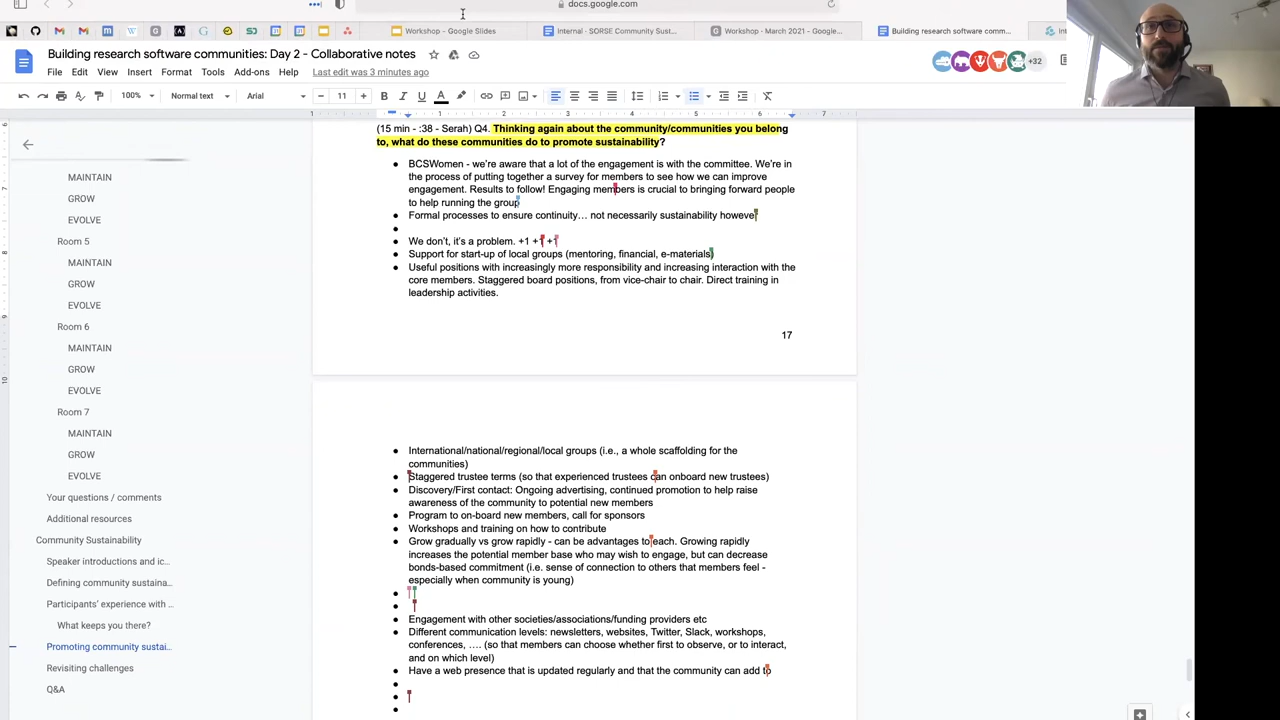 docs.google.com
Workshop - Google Slides
Internal · SORSE Community Sust...
Workshop · March 2021 - Google...
Building research software comm...
Int
Building research software communities: Day 2 - Collaborative notes
File Edit View Insert Format Tools Add-ons Help Last edit was 3 minutes ago
+32
100% Normal text Arial 11
1 1 2 3 4 5 6 7
(15 min - :38 - Serah) Q4. Thinking again about the community/communities you belong
to, what do these communities do to promote sustainability?
● BCSWomen - we're aware that a lot of the engagement is with the committee. We're in
the process of putting together a survey for members to see how we can improve
engagement. Results to follow! Engaging members is crucial to bringing forward people
to help running the group
● Formal processes to ensure continuity… not necessarily sustainability howeve
●
● We don't, it's a problem. +1 +1 +1
● Support for start-up of local groups (mentoring, financial, e-materials)
● Useful positions with increasingly more responsibility and increasing interaction with the
core members. Staggered board positions, from vice-chair to chair. Direct training in
leadership activities.
17
● International/national/regional/local groups (i.e., a whole scaffolding for the
communities)
● Staggered trustee terms (so that experienced trustees can onboard new trustees)
● Discovery/First contact: Ongoing advertising, continued promotion to help raise
awareness of the community to potential new members
● Program to on-board new members, call for sponsors
● Workshops and training on how to contribute
● Grow gradually vs grow rapidly - can be advantages to each. Growing rapidly
increases the potential member base who may wish to engage, but can decrease
bonds-based commitment (i.e. sense of connection to others that members feel -
especially when community is young)
●
●
● Engagement with other societies/associations/funding providers etc
● Different communication levels: newsletters, websites, Twitter, Slack, workshops,
conferences, …. (so that members can choose whether first to observe, or to interact,
and on which level)
● Have a web presence that is updated regularly and that the community can add to
●
●
●
MAINTAIN
GROW
EVOLVE
Room 5
MAINTAIN
GROW
EVOLVE
Room 6
MAINTAIN
GROW
EVOLVE
Room 7
MAINTAIN
GROW
EVOLVE
Your questions / comments
Additional resources
Community Sustainability
Speaker introductions and ic...
Defining community sustaina...
Participants' experience with ...
What keeps you there?
Promoting community sustai...
Revisiting challenges
Q&A
6
7
8
9
10